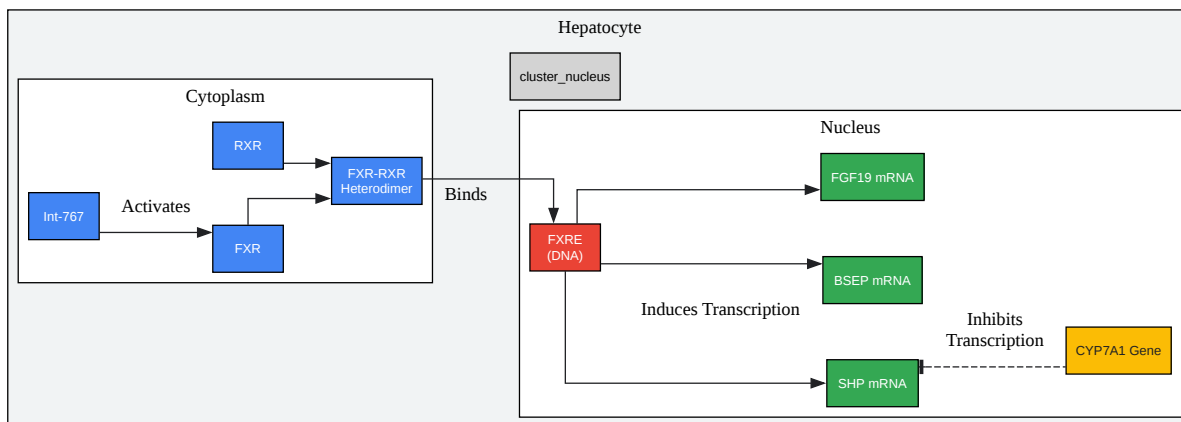 Hepatocyte
cluster_nucleus
Cytoplasm
RXR
FXR-RXR
Heterodimer
Int-767
Activates
FXR
Binds
Nucleus
FGF19 mRNA
FXRE
(DNA)
BSEP mRNA
Induces Transcription
Inhibits
Transcription
CYP7A1 Gene
SHP mRNA